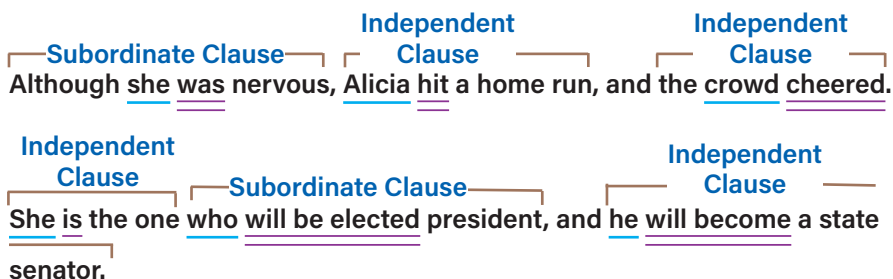 Independent Independent
Subordinate Clause Clause Clause
Although she was nervous, Alicia hit a home run, and the crowd cheered.
Independent Independent
Clause Subordinate Clause Clause
She is the one who will be elected president, and he will become a state
senator.